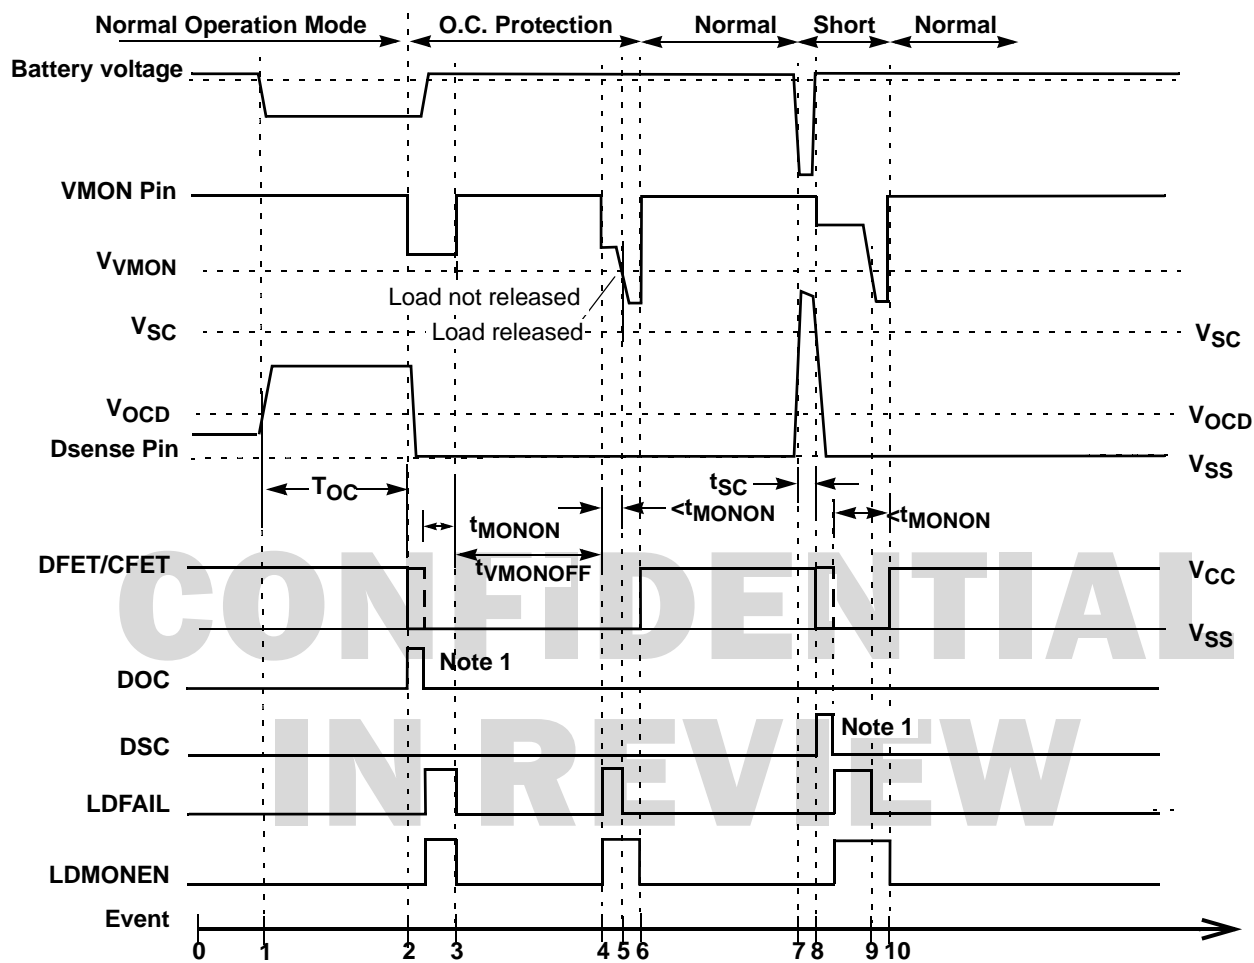 Normal Operation Mode O.C. Protection Normal Short Normal
Battery voltage
VMON Pin
VVMON
Load not released
VSC Load released VSC
VOCD VOCD
Dsense Pin VSS
TOC tSC
tMONON <tMONON <tMONON
DFET/CFET tVMONOFF VCC
CONFIDENTIAL
VSS
Note 1
DOC
Note 1
DSC
IN REVIEW
LDFAIL
LDMONEN
Event
0 1 2 3 4 5 6 7 8 9 10